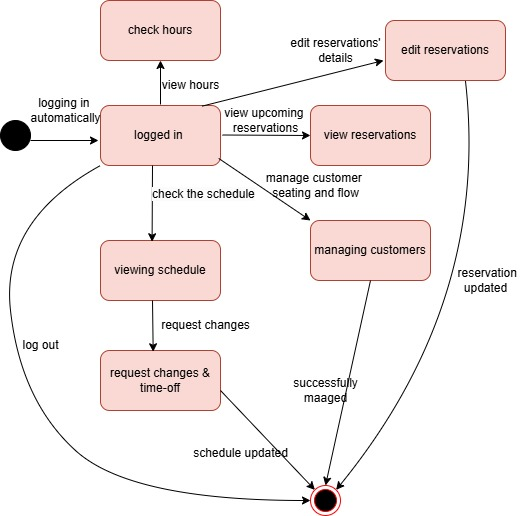 check hours
edit reservations'
details
edit reservations
view hours
logging in
automatically
logged in
view upcoming
reservations
view reservations
check the schedule
manage customer
seating and flow
managing customers
viewing schedule
reservation
updated
request changes
log out
request changes &
time-off
successfully
maaged
schedule updated